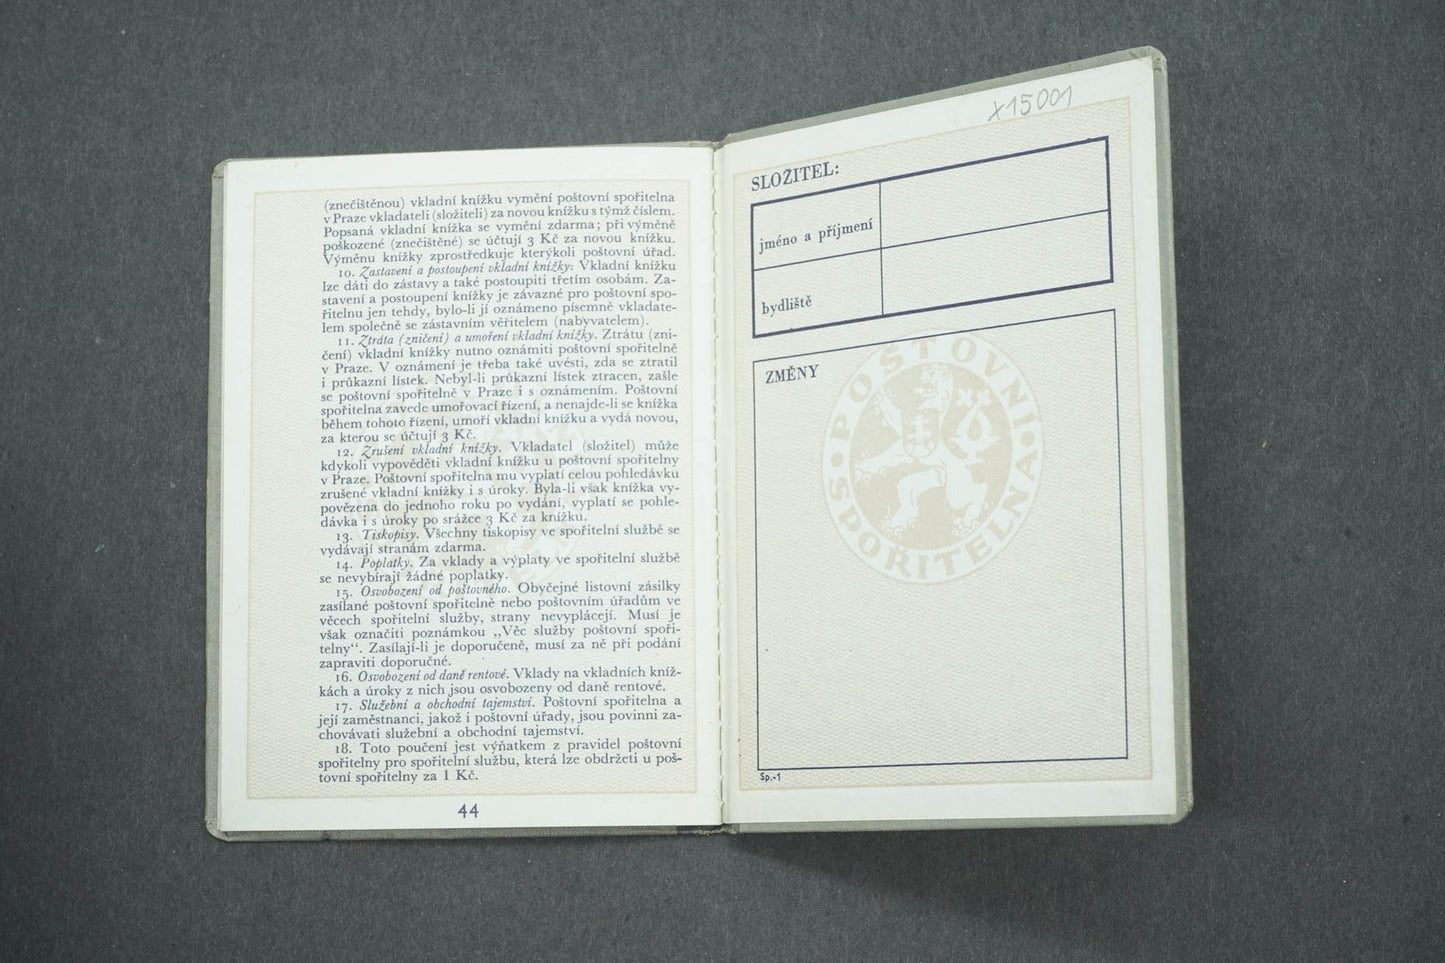 (znečištěnou) vkladní knížku vymění poštovní spořitelna
v Praze vkladateli (složiteli) za novou knížku s týmž číslem.
Popsaná vkladní knížka se vymění zdarma; při výměně
poškozené (znečištěné) se účtují 3 Kč za novou knížku.
Výměnu knížky zprostředkuje kterýkoli poštovní úřad.
10. Zastavení a postoupení vkladní knížky: Vkladní knížku
lze dáti do zástavy a také postoupiti třetím osobám. Za-
stavení a postoupení knížky je závazné pro poštovní spo-
řitelnu jen tehdy, bylo-li jí oznámeno písemně vkladate-
lem společně se zástavním věřitelem (nabyvatelem).
11. Ztráta (zničení) a umoření vkladní knížky. Ztrátu (zni-
čení) vkladní knížky nutno oznámiti poštovní spořitelně
v Praze. V oznámení je třeba také uvésti, zda se ztratil
i průkazní lístek. Nebyl-li průkazní lístek ztracen, zašle
se poštovní spořitelně v Praze i s oznámením. Poštovní
spořitelna zavede umořovací řízení, a nenajde-li se knížka
během tohoto řízení, umoří vkladní knížku a vydá novou,
za kterou se účtují 3 Kč.
12. Zrušení vkladní knížky. Vkladatel (složitel) může
kdykoli vypověděti vkladní knížku u poštovní spořitelny
v Praze. Poštovní spořitelna mu vyplatí celou pohledávku
zrušené vkladní knížky i s úroky. Byla-li však knížka vy-
povězena do jednoho roku po vydání, vyplatí se pohle-
dávka i s úroky po srážce 3 Kč za knížku.
13. Tiskopisy. Všechny tiskopisy ve spořitelní službě se
vydávají stranám zdarma.
14. Poplatky. Za vklady a výplaty ve spořitelní službě
se nevybírají žádné poplatky.
15. Osvobození od poštovného. Obyčejné listovní zásilky
zasílané poštovní spořitelně nebo poštovním úřadům ve
věcech spořitelní služby, strany nevyplácejí. Musí je
však označiti poznámkou „Věc služby poštovní spoři-
telny“. Zasílají-li je doporučeně, musí za ně při podání
zapraviti doporučné.
16. Osvobození od daně rentové. Vklady na vkladních kníž-
kách a úroky z nich jsou osvobozeny od daně rentové.
17. Služební a obchodní tajemství. Poštovní spořitelna a
její zaměstnanci, jakož i poštovní úřady, jsou povinni za-
chovávati služební a obchodní tajemství.
18. Toto poučení jest výňatkem z pravidel poštovní
spořitelny pro spořitelní službu, která lze obdržeti u poš-
tovní spořitelny za 1 Kč.
44
x15001
SLOŽITEL:
jméno a příjmení
bydliště
ZMĚNY
POŠTOVNÍ
SPOŘITELNA
Sp.-1